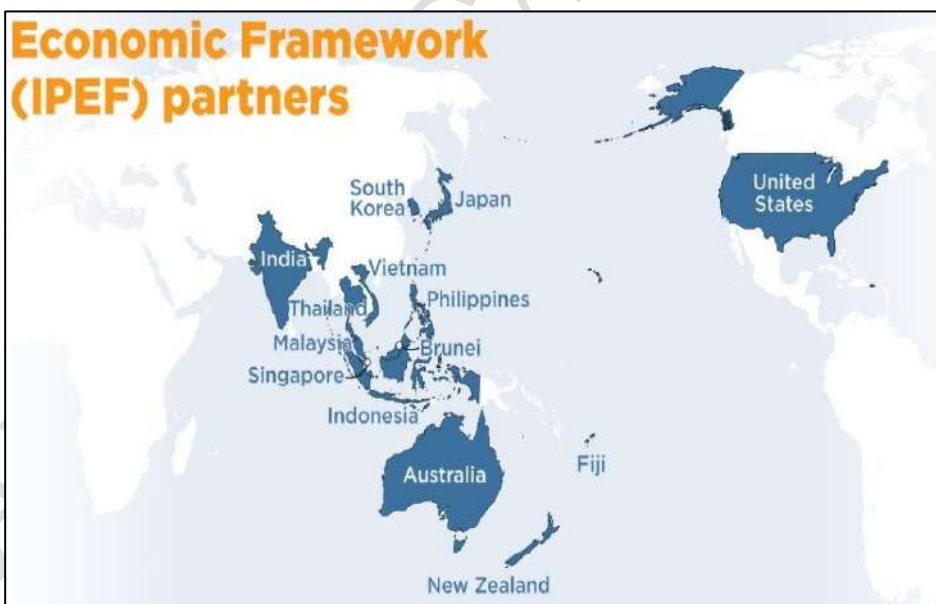 Economic Framework
(IPEF) partners
South
Korea
Japan
United
States
India
Vietnam
Thailand
Philippines
Malaysia
Brunei
Singapore
Indonesia
Australia
Fiji
New Zealand